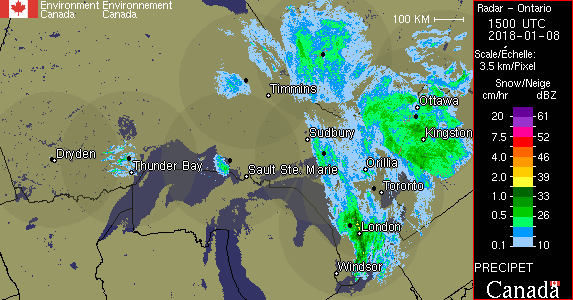 Environment Environnement
Canada Canada
100 KM
Timmins
Ottawa
Sudbury
Kingston
Dryden
Thunder Bay
Sault Ste. Marie
Orillia
Toronto
London
Windsor
Radar - Ontario
1500 UTC
2018-01-08
Scale/Échelle:
3.5 km/Pixel
Snow/Neige
cm/hr dBZ
20 61
7.5 52
4.0 46
2.0 39
1.0 33
0.5 26
0.1 10
PRECIPET
Canada